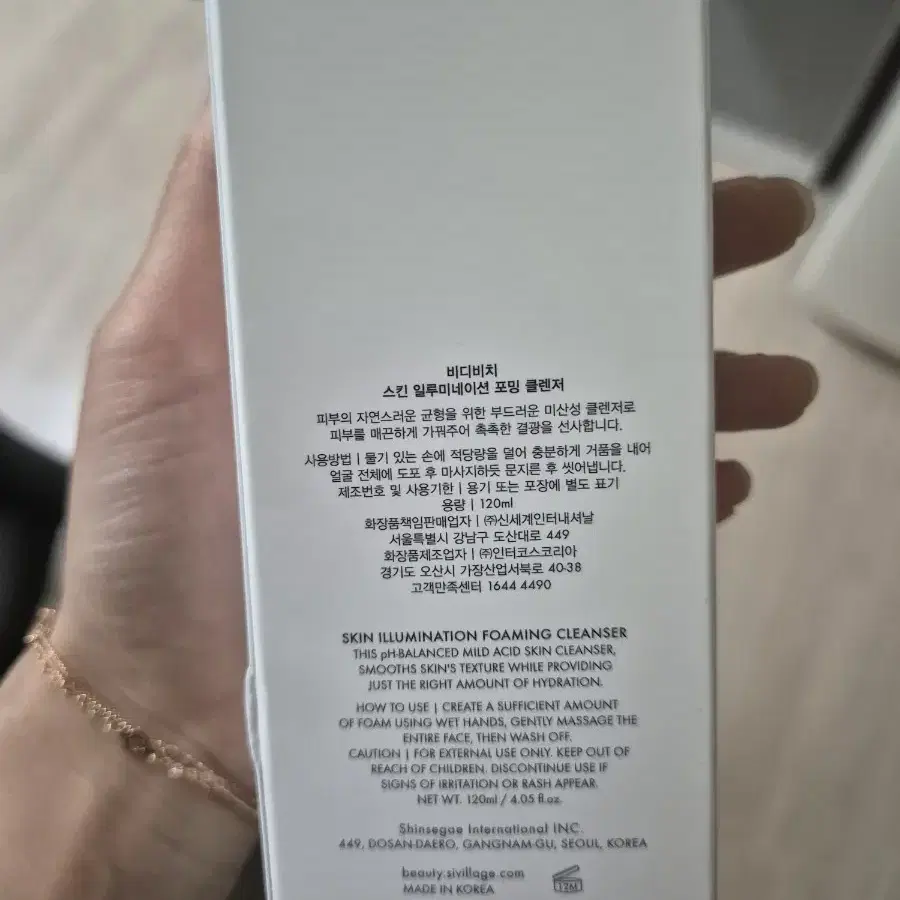 비디비치
스킨 일루미네이션 포밍 클렌저
피부의 자연스러운 균형을 위한 부드러운 미산성 클렌저로
피부를 매끈하게 가꿔주어 촉촉한 결광을 선사합니다.
사용방법 | 물기 있는 손에 적당량을 덜어 충분하게 거품을 내어
얼굴 전체에 도포 후 마사지하듯 문지른 후 씻어냅니다.
제조번호 및 사용기한 | 용기 또는 포장에 별도 표기
용량 | 120ml
화장품책임판매업자 | ㈜신세계인터내셔날
서울특별시 강남구 도산대로 449
화장품제조업자 | ㈜인터코스코리아
경기도 오산시 가장산업서북로 40-38
고객만족센터 1644 4490
SKIN ILLUMINATION FOAMING CLEANSER
THIS pH-BALANCED MILD ACID SKIN CLEANSER,
SMOOTHS SKIN'S TEXTURE WHILE PROVIDING
JUST THE RIGHT AMOUNT OF HYDRATION.
HOW TO USE | CREATE A SUFFICIENT AMOUNT
OF FOAM USING WET HANDS, GENTLY MASSAGE THE
ENTIRE FACE, THEN WASH OFF.
CAUTION | FOR EXTERNAL USE ONLY. KEEP OUT OF
REACH OF CHILDREN. DISCONTINUE USE IF
SIGNS OF IRRITATION OR RASH APPEAR.
NET WT. 120ml / 4.05 fl.oz.
Shinsegae International INC.
449, DOSAN-DAERO, GANGNAM-GU, SEOUL, KOREA
beauty.sivillage.com
MADE IN KOREA
12M